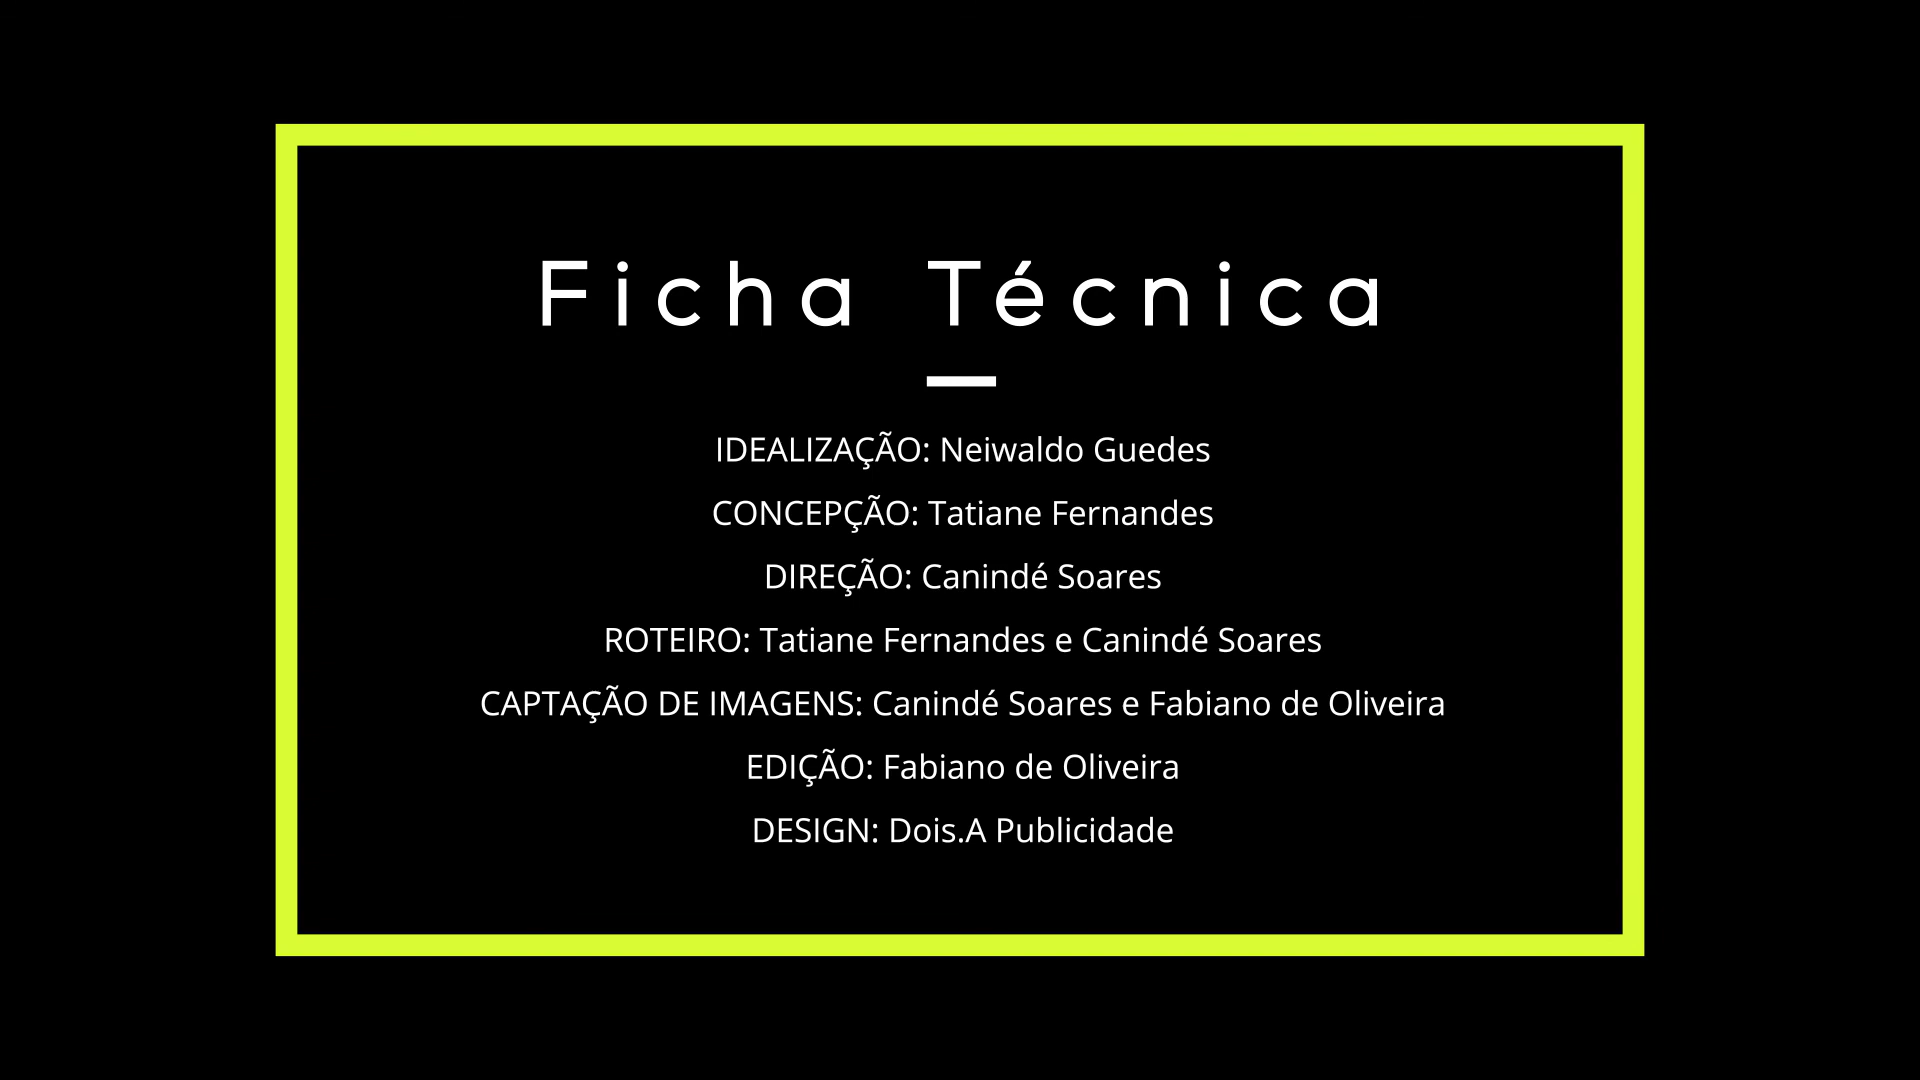 Ficha Técnica
IDEALIZAÇÃO: Neiwaldo Guedes
CONCEPÇÃO: Tatiane Fernandes
DIREÇÃO: Canindé Soares
ROTEIRO: Tatiane Fernandes e Canindé Soares
CAPTAÇÃO DE IMAGENS: Canindé Soares e Fabiano de Oliveira
EDIÇÃO: Fabiano de Oliveira
DESIGN: Dois.A Publicidade